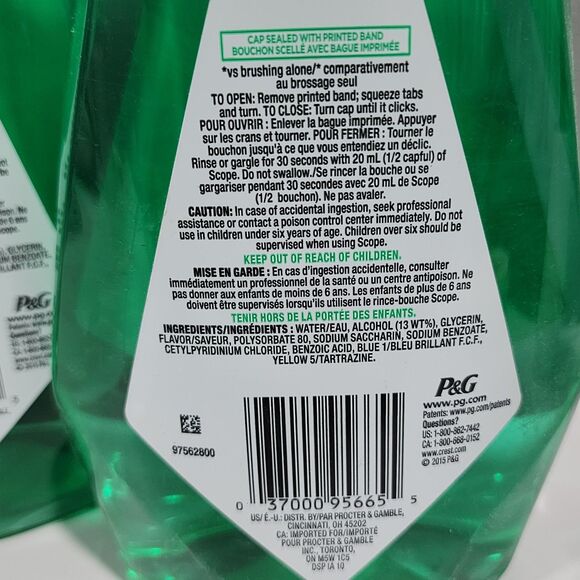 CAP SEALED WITH PRINTED BAND
BOUCHON SCELLÉ AVEC BAGUE IMPRIMÉE
*vs brushing alone/* comparativement
au brossage seul
TO OPEN: Remove printed band; squeeze tabs
and turn. TO CLOSE: Turn cap until it clicks.
POUR OUVRIR : Enlever la bague imprimée. Appuyer
sur les crans et tourner. POUR FERMER : Tourner le
bouchon jusqu'à ce que vous entendiez un déclic.
Rinse or gargle for 30 seconds with 20 mL (1/2 capful) of
Scope. Do not swallow./Se rincer la bouche ou se
gargariser pendant 30 secondes avec 20 mL de Scope
(1/2 bouchon). Ne pas avaler.
CAUTION: In case of accidental ingestion, seek professional
assistance or contact a poison control center immediately. Do not
use in children under six years of age. Children over six should be
supervised when using Scope.
KEEP OUT OF REACH OF CHILDREN.
MISE EN GARDE : En cas d'ingestion accidentelle, consulter
immédiatement un professionnel de la santé ou un centre antipoison. Ne
pas donner aux enfants de moins de 6 ans. Les enfants de plus de 6 ans
doivent être supervisés lorsqu'ils utilisent le rince-bouche Scope.
TENIR HORS DE LA PORTÉE DES ENFANTS.
INGREDIENTS/INGRÉDIENTS : WATER/EAU, ALCOHOL (13 WT%), GLYCERIN,
FLAVOR/SAVEUR, POLYSORBATE 80, SODIUM SACCHARIN, SODIUM BENZOATE,
CETYLPYRIDINIUM CHLORIDE, BENZOIC ACID, BLUE 1/BLEU BRILLANT F.C.F.,
YELLOW 5/TARTRAZINE.
P&G
www.pg.com
Patents: www.pg.com/patents
Questions?
US: 1-800-862-7442
CA: 1-800-668-0152
www.crest.com
© 2015 P&G
97562800
0 37000 95665 5
US/ É.-U.: DISTR. BY/PAR PROCTER & GAMBLE,
CINCINNATI, OH 45202
CA: IMPORTED FOR/IMPORTÉ
POUR PROCTER & GAMBLE
INC., TORONTO,
ON M5W 1C5
DSP IA 10
GLYCERIN,
BENZOATE,
BRILLANT F.C.F.,
P&G
www.pg.com
Questions?
© 2015 P&G
5